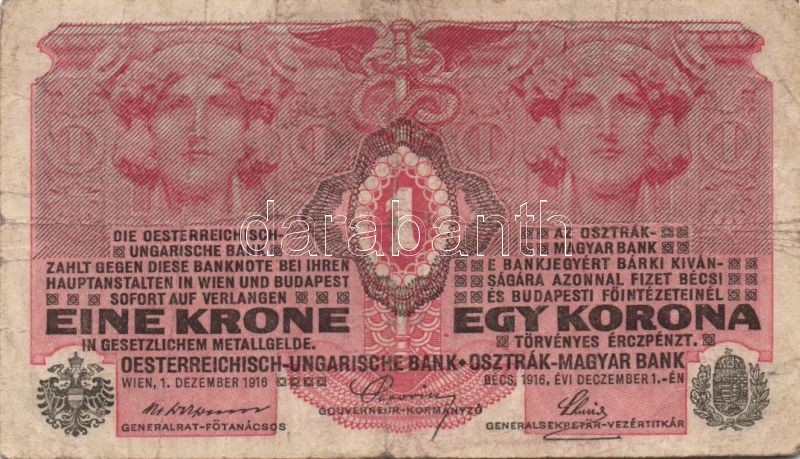 1
DIE OESTERREICHISCH-
UNGARISCHE BANK
ZAHLT GEGEN DIESE BANKNOTE BEI IHREN
HAUPTANSTALTEN IN WIEN UND BUDAPEST
SOFORT AUF VERLANGEN
EINE KRONE
IN GESETZLICHEM METALLGELDE.
AZ OSZTRÁK-
MAGYAR BANK
E BANKJEGYÉRT BÁRKI KIVÁN-
SÁGÁRA AZONNAL FIZET BÉCSI
ÉS BUDAPESTI FŐINTÉZETEINÉL
EGY KORONA
TÖRVÉNYES ÉRCZPÉNZT.
darabanth
OESTERREICHISCH-UNGARISCHE BANK • OSZTRÁK-MAGYAR BANK
WIEN, 1. DEZEMBER 1916
BÉCS, 1916. ÉVI DECZEMBER 1.-ÉN
GENERALRAT-FŐTANÁCSOS
GOUVERNEUR-KORMÁNYZÓ
GENERALSEKRETÄR-VEZÉRTITKÁR